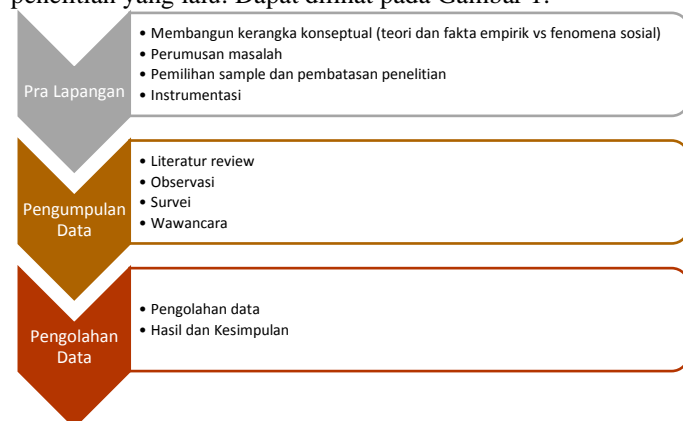 penelitian yang lalu. Dapat dilihat pada Gambar 1.
Pra Lapangan
• Membangun kerangka konseptual (teori dan fakta empirik vs fenomena sosial)
• Perumusan masalah
• Pemilihan sample dan pembatasan penelitian
• Instrumentasi
Pengumpulan
Data
• Literatur review
• Observasi
• Survei
• Wawancara
Pengolahan
Data
• Pengolahan data
• Hasil dan Kesimpulan